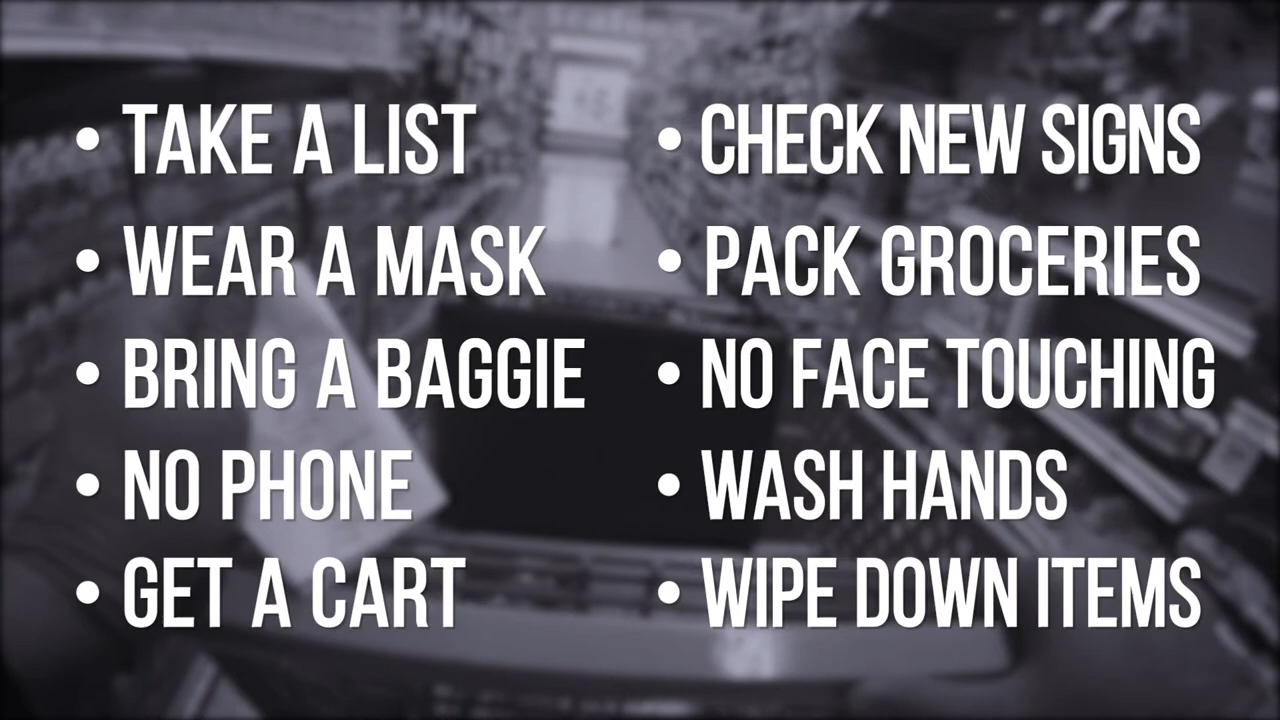 • TAKE A LIST
• WEAR A MASK
• BRING A BAGGIE
• NO PHONE
• GET A CART
• CHECK NEW SIGNS
• PACK GROCERIES
• NO FACE TOUCHING
• WASH HANDS
• WIPE DOWN ITEMS